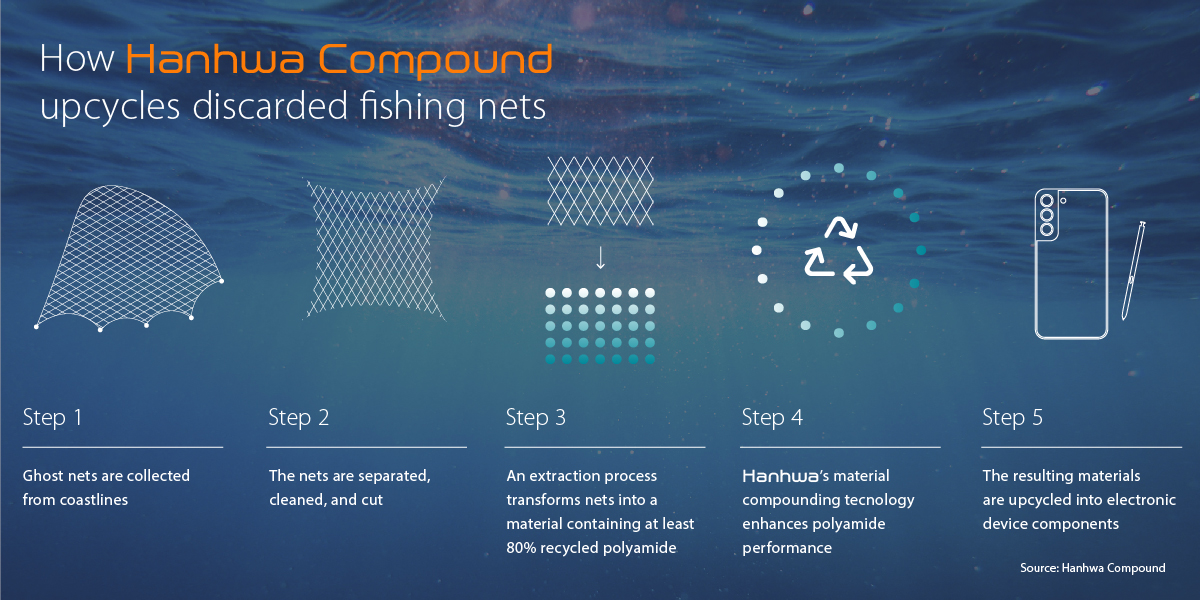 How Hanhwa Compound
upcycles discarded fishing nets
Step 1
Ghost nets are collected
from coastlines
Step 2
The nets are separated,
cleaned, and cut
Step 3
An extraction process
transforms nets into a
material containing at least
80% recycled polyamide
Step 4
Hanhwa's material
compounding tecnology
enhances polyamide
performance
Step 5
The resulting materials
are upcycled into electronic
device components
Source: Hanhwa Compound